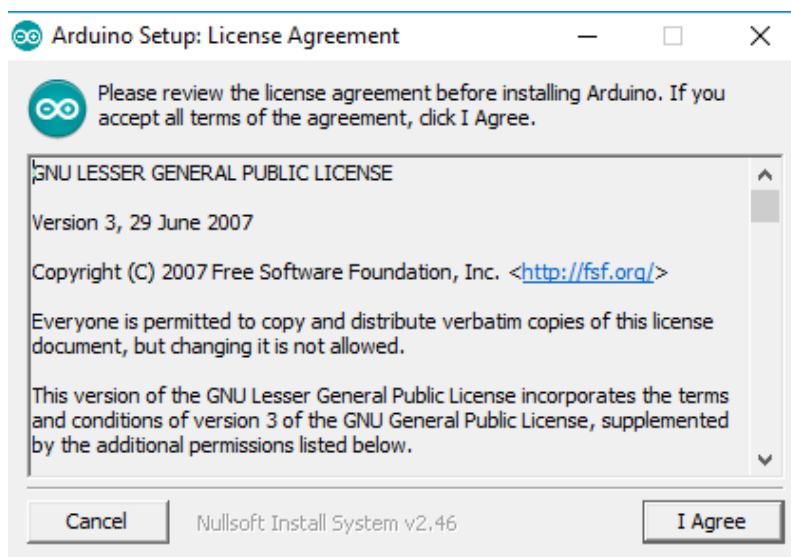 Arduino Setup: License Agreement
Please review the license agreement before installing Arduino. If you
accept all terms of the agreement, click I Agree.
GNU LESSER GENERAL PUBLIC LICENSE
Version 3, 29 June 2007
Copyright (C) 2007 Free Software Foundation, Inc. <http://fsf.org/>
Everyone is permitted to copy and distribute verbatim copies of this license
document, but changing it is not allowed.
This version of the GNU Lesser General Public License incorporates the terms
and conditions of version 3 of the GNU General Public License, supplemented
by the additional permissions listed below.
Cancel
Nullsoft Install System v2.46
I Agree